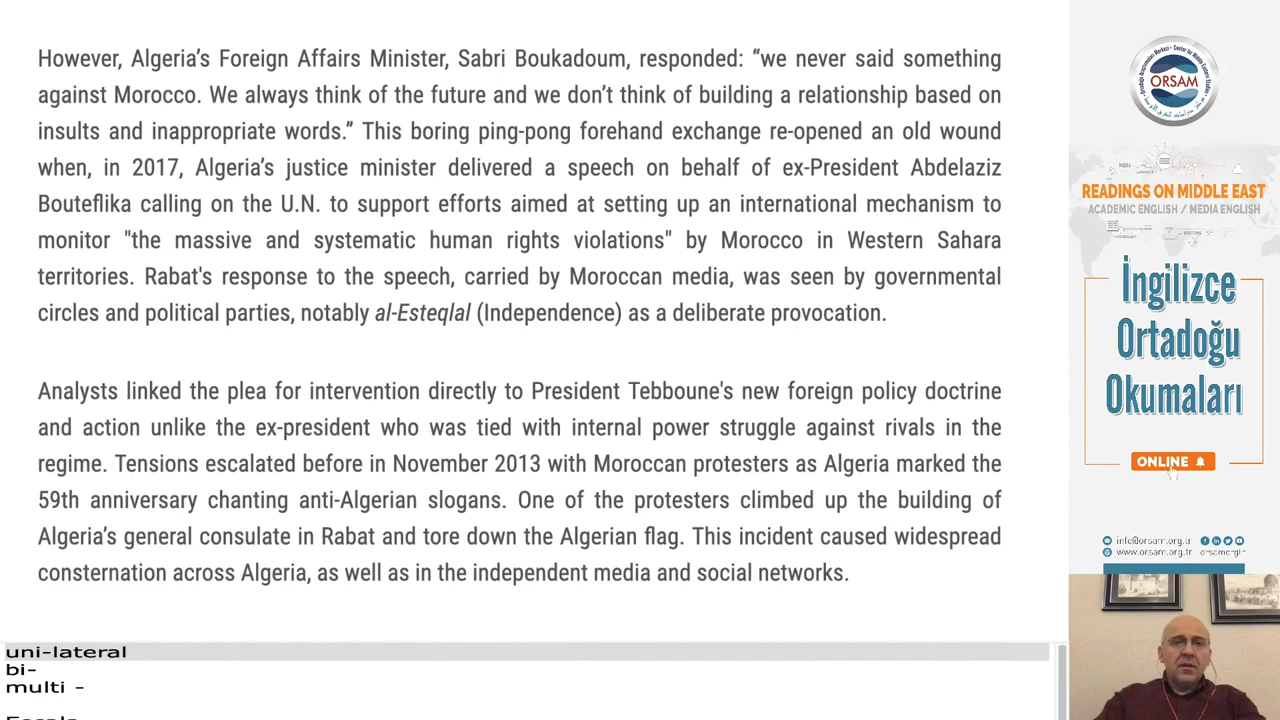 However, Algeria’s Foreign Affairs Minister, Sabri Boukadoum, responded: “we never said something
against Morocco. We always think of the future and we don’t think of building a relationship based on
insults and inappropriate words.” This boring ping-pong forehand exchange re-opened an old wound
when, in 2017, Algeria’s justice minister delivered a speech on behalf of ex-President Abdelaziz
Bouteflika calling on the U.N. to support efforts aimed at setting up an international mechanism to
monitor "the massive and systematic human rights violations" by Morocco in Western Sahara
territories. Rabat's response to the speech, carried by Moroccan media, was seen by governmental
circles and political parties, notably al-Esteqlal (Independence) as a deliberate provocation.
Analysts linked the plea for intervention directly to President Tebboune's new foreign policy doctrine
and action unlike the ex-president who was tied with internal power struggle against rivals in the
regime. Tensions escalated before in November 2013 with Moroccan protesters as Algeria marked the
59th anniversary chanting anti-Algerian slogans. One of the protesters climbed up the building of
Algeria’s general consulate in Rabat and tore down the Algerian flag. This incident caused widespread
consternation across Algeria, as well as in the independent media and social networks.
uni-lateral
bi-
multi -
ORSAM
READINGS ON MIDDLE EAST
ACADEMIC ENGLISH / MEDIA ENGLISH
İngilizce
Ortadoğu
Okumaları
ONLINE
info@orsam.org.tr
www.orsam.org.tr orsamorgtr